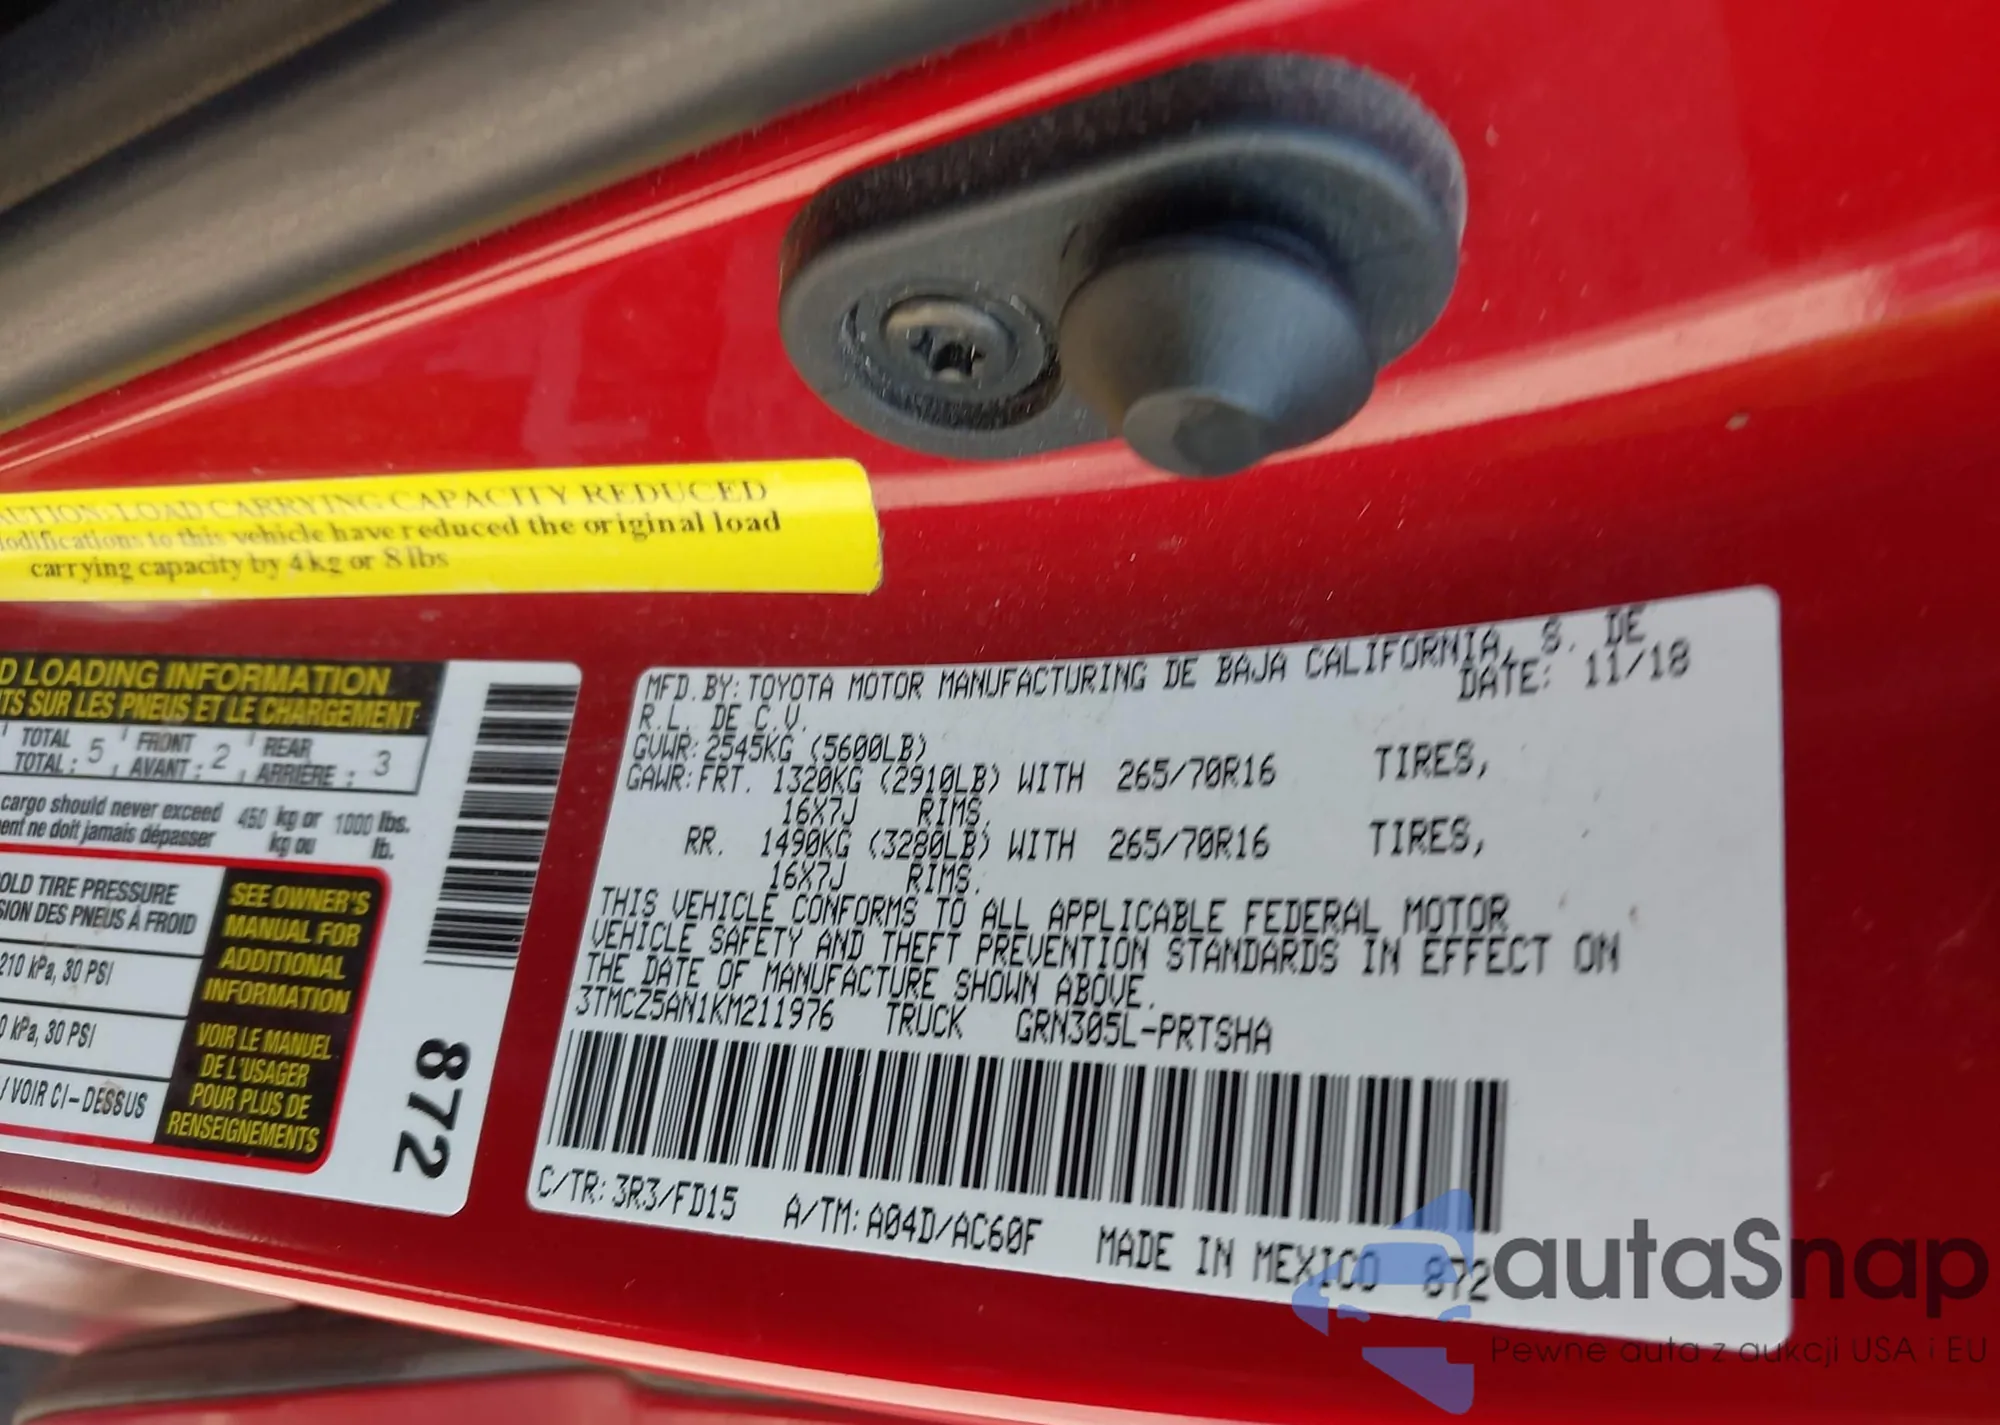 AUTION: LOAD CARRYING CAPACITY REDUCED
odifications to this vehicle have reduced the original load
carrying capacity by 4kg or 8lbs
D LOADING INFORMATION
TS SUR LES PNEUS ET LE CHARGEMENT
TOTAL 5 FRONT 2 REAR 3
TOTAL: AVANT: ARRIÈRE:
cargo should never exceed 450 kg or 1000 lbs.
ent ne doit jamais dépasser kg ou lb.
OLD TIRE PRESSURE
SION DES PNEUS À FROID
210 kPa, 30 PSI
0 kPa, 30 PSI
/ VOIR CI-DESSUS
SEE OWNER'S
MANUAL FOR
ADDITIONAL
INFORMATION
VOIR LE MANUEL
DE L'USAGER
POUR PLUS DE
RENSEIGNEMENTS
872
MFD.BY:TOYOTA MOTOR MANUFACTURING DE BAJA CALIFORNIA, S. DE
R.L. DE C.V. DATE: 11/18
GVWR:2545KG (5600LB)
GAWR:FRT. 1320KG (2910LB) WITH 265/70R16 TIRES,
16X7J RIMS.
RR. 1490KG (3280LB) WITH 265/70R16 TIRES,
16X7J RIMS.
THIS VEHICLE CONFORMS TO ALL APPLICABLE FEDERAL MOTOR
VEHICLE SAFETY AND THEFT PREVENTION STANDARDS IN EFFECT ON
THE DATE OF MANUFACTURE SHOWN ABOVE.
3TMCZ5AN1KM211976 TRUCK GRN305L-PRTSHA
C/TR:3R3/FD15 A/TM:A04D/AC60F MADE IN MEXICO 872
autaSnap
Pewne auta z aukcji USA i EU